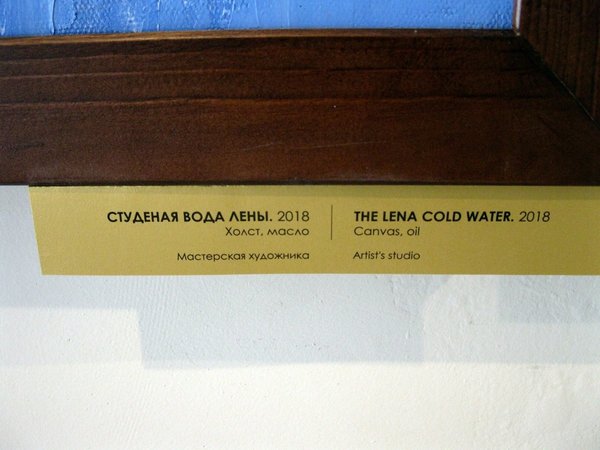 СТУДЕНАЯ ВОДА ЛЕНЫ. 2018
Холст, масло
Мастерская художника
THE LENA COLD WATER. 2018
Canvas, oil
Artist's studio